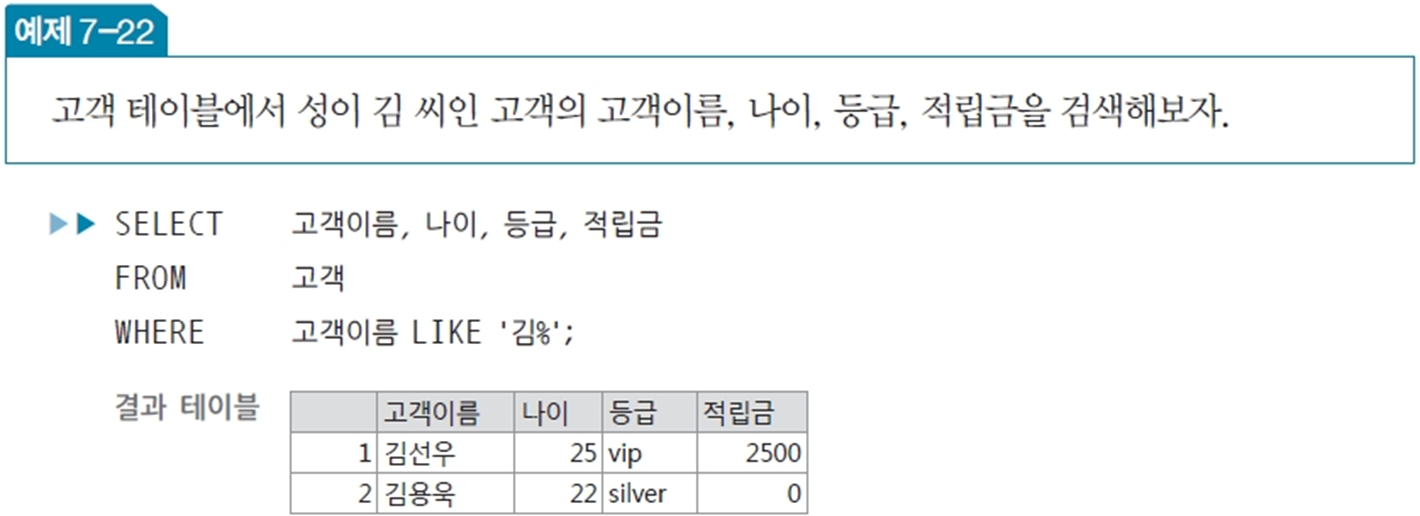 예제 7-22
고객 테이블에서 성이 김 씨인 고객의 고객이름, 나이, 등급, 적립금을 검색해보자.
▶▶ SELECT 고객이름, 나이, 등급, 적립금
FROM 고객
WHERE 고객이름 LIKE '김%';
결과 테이블
고객이름 나이 등급 적립금
1 김선우 25 vip 2500
2 김용욱 22 silver 0